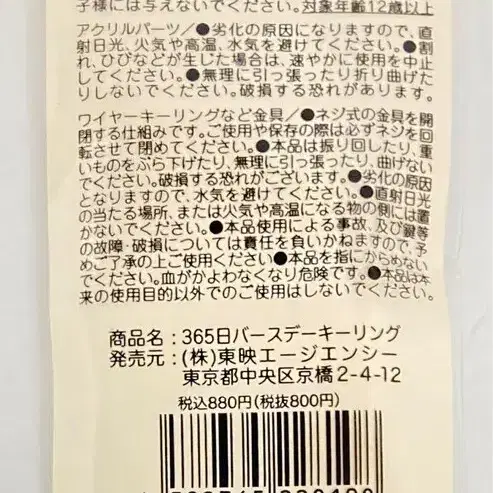 子様には与えないでください。対象年齢12歳以上
アクリルパーツ/●劣化の原因になりますので、直
射日光、火気や高温、水気を避けてください。●割
れ、ひびなどが生じた場合は、速やかに使用を中止
してください。●無理に引っ張ったり折り曲げた
りしないでください。破損する恐れがあります。
ワイヤーキーリングなど金具/●ネジ式の金具を開
閉する仕組みです。ご使用や保存の際は必ずネジを回
転させて閉めてください。●本品は振り回したり、重
いものをぶら下げたり、無理に引っ張ったり、曲げない
でください。破損する恐れがございます。●劣化の原因
となりますので、水気を避けてください。●直射日光
の当たる場所、または火気や高温になる物の側には置
かないでください。●本品使用による事故、及び鍵等
の故障・破損については責任を負いかねますので、予
めご了承の上ご使用ください●本品を指にからめない
でください。血がかよわなくなり危険です。●本品は本
来の使用目的以外でのご使用はしないでください。
商品名:365日バースデーキーリング
発売元:(株)東映エージエンシー
東京都中央区京橋2-4-12
税込880円(税抜800円)